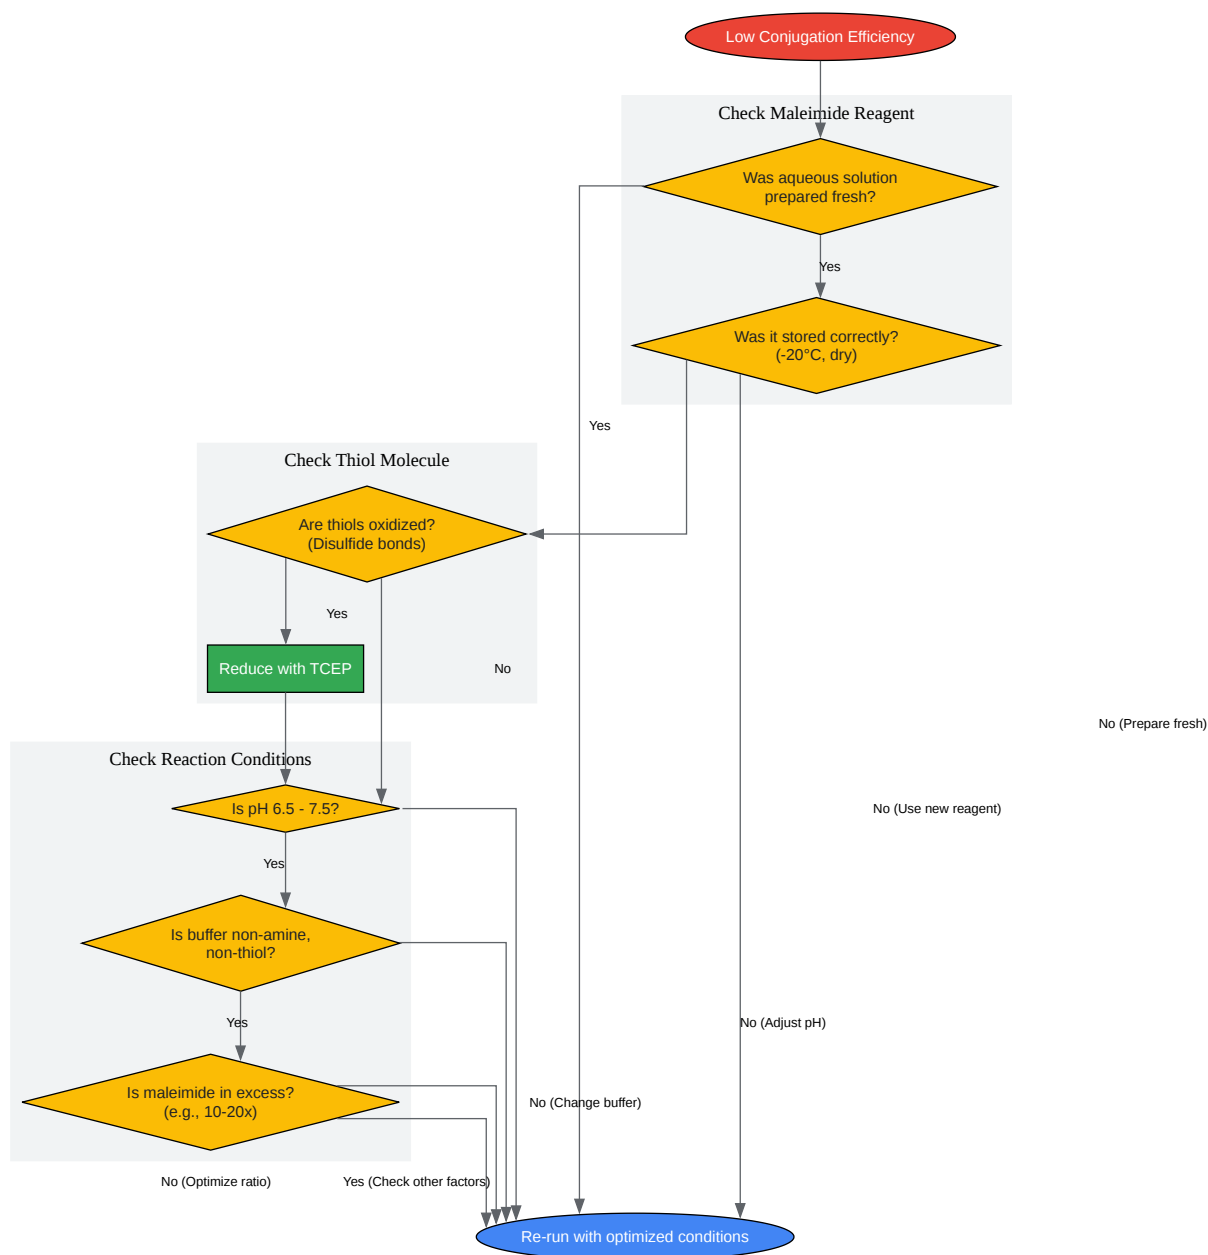 Low Conjugation Efficiency
Check Maleimide Reagent
Was aqueous solution
prepared fresh?
Yes
Was it stored correctly?
(-20°C, dry)
Yes
Check Thiol Molecule
Are thiols oxidized?
(Disulfide bonds)
Yes
Reduce with TCEP
No
No (Prepare fresh)
Check Reaction Conditions
Is pH 6.5 - 7.5?
No (Use new reagent)
Yes
Is buffer non-amine,
non-thiol?
Yes
No (Adjust pH)
Is maleimide in excess?
(e.g., 10-20x)
No (Change buffer)
No (Optimize ratio)
Yes (Check other factors)
Re-run with optimized conditions